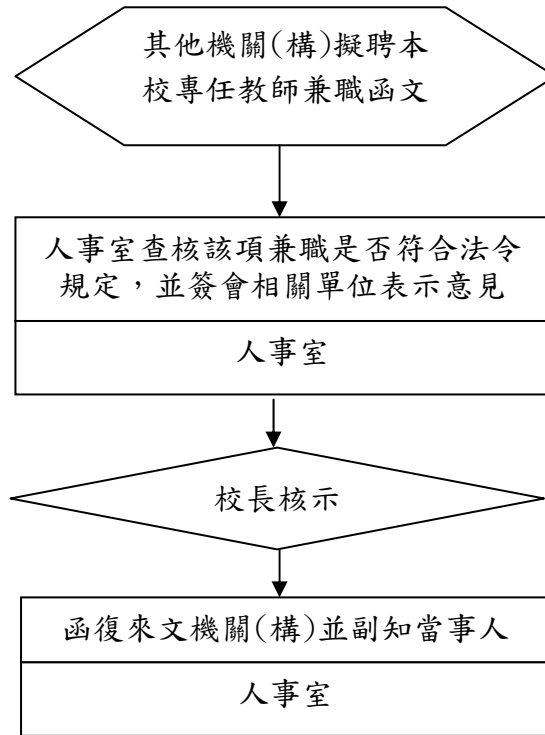 其他機關(構)擬聘本
校專任教師兼職函文
人事室查核該項兼職是否符合法令
規定，並簽會相關單位表示意見
人事室
校長核示
函復來文機關(構)並副知當事人
人事室